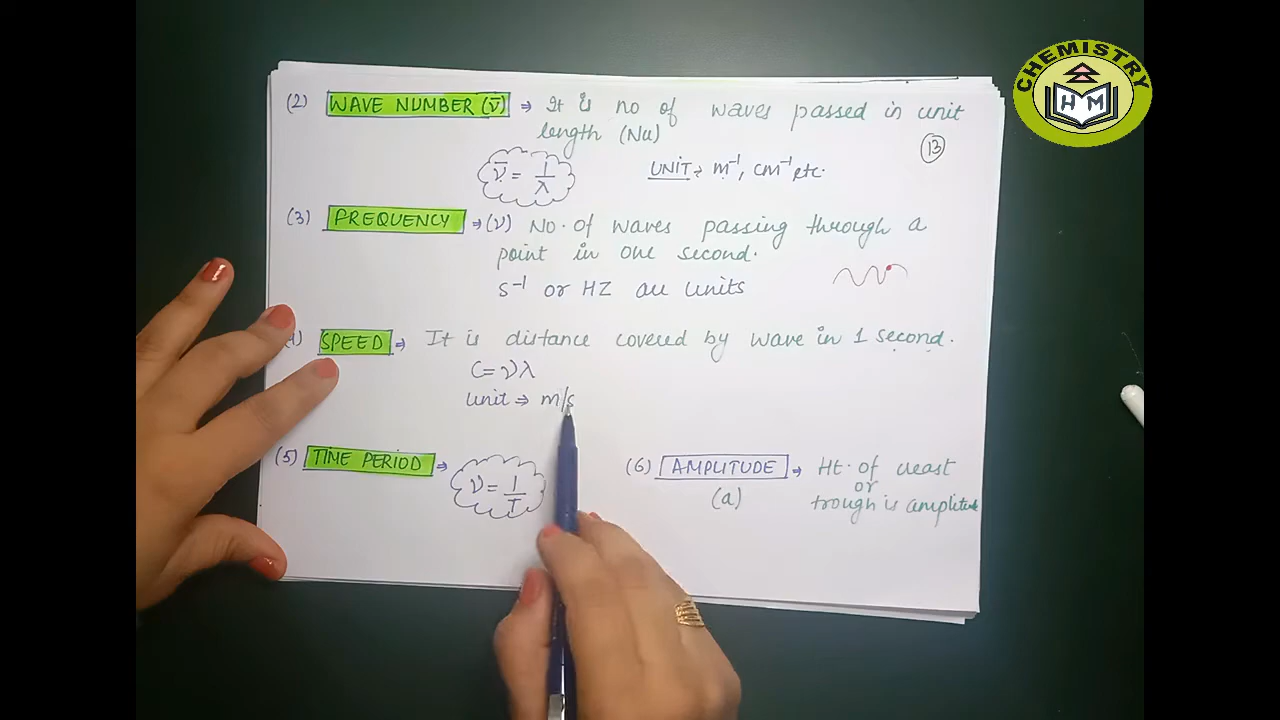 CHEMISTRY
HM
(2) WAVE NUMBER (ν̄) ⇒ It is no of waves passed in unit
length (Nu)
13
ν̄ = 1/λ
UNIT ⇒ m⁻¹, cm⁻¹ etc.
(3) FREQUENCY ⇒ (ν) No. of waves passing through a
point in one second.
s⁻¹ or HZ are units
SPEED ⇒ It is distance covered by wave in 1 second.
C = νλ
Unit ⇒ m/s
(5) TIME PERIOD ⇒ ν = 1/T
(6) AMPLITUDE → Ht. of creast
(a)
or
trough is amplitude